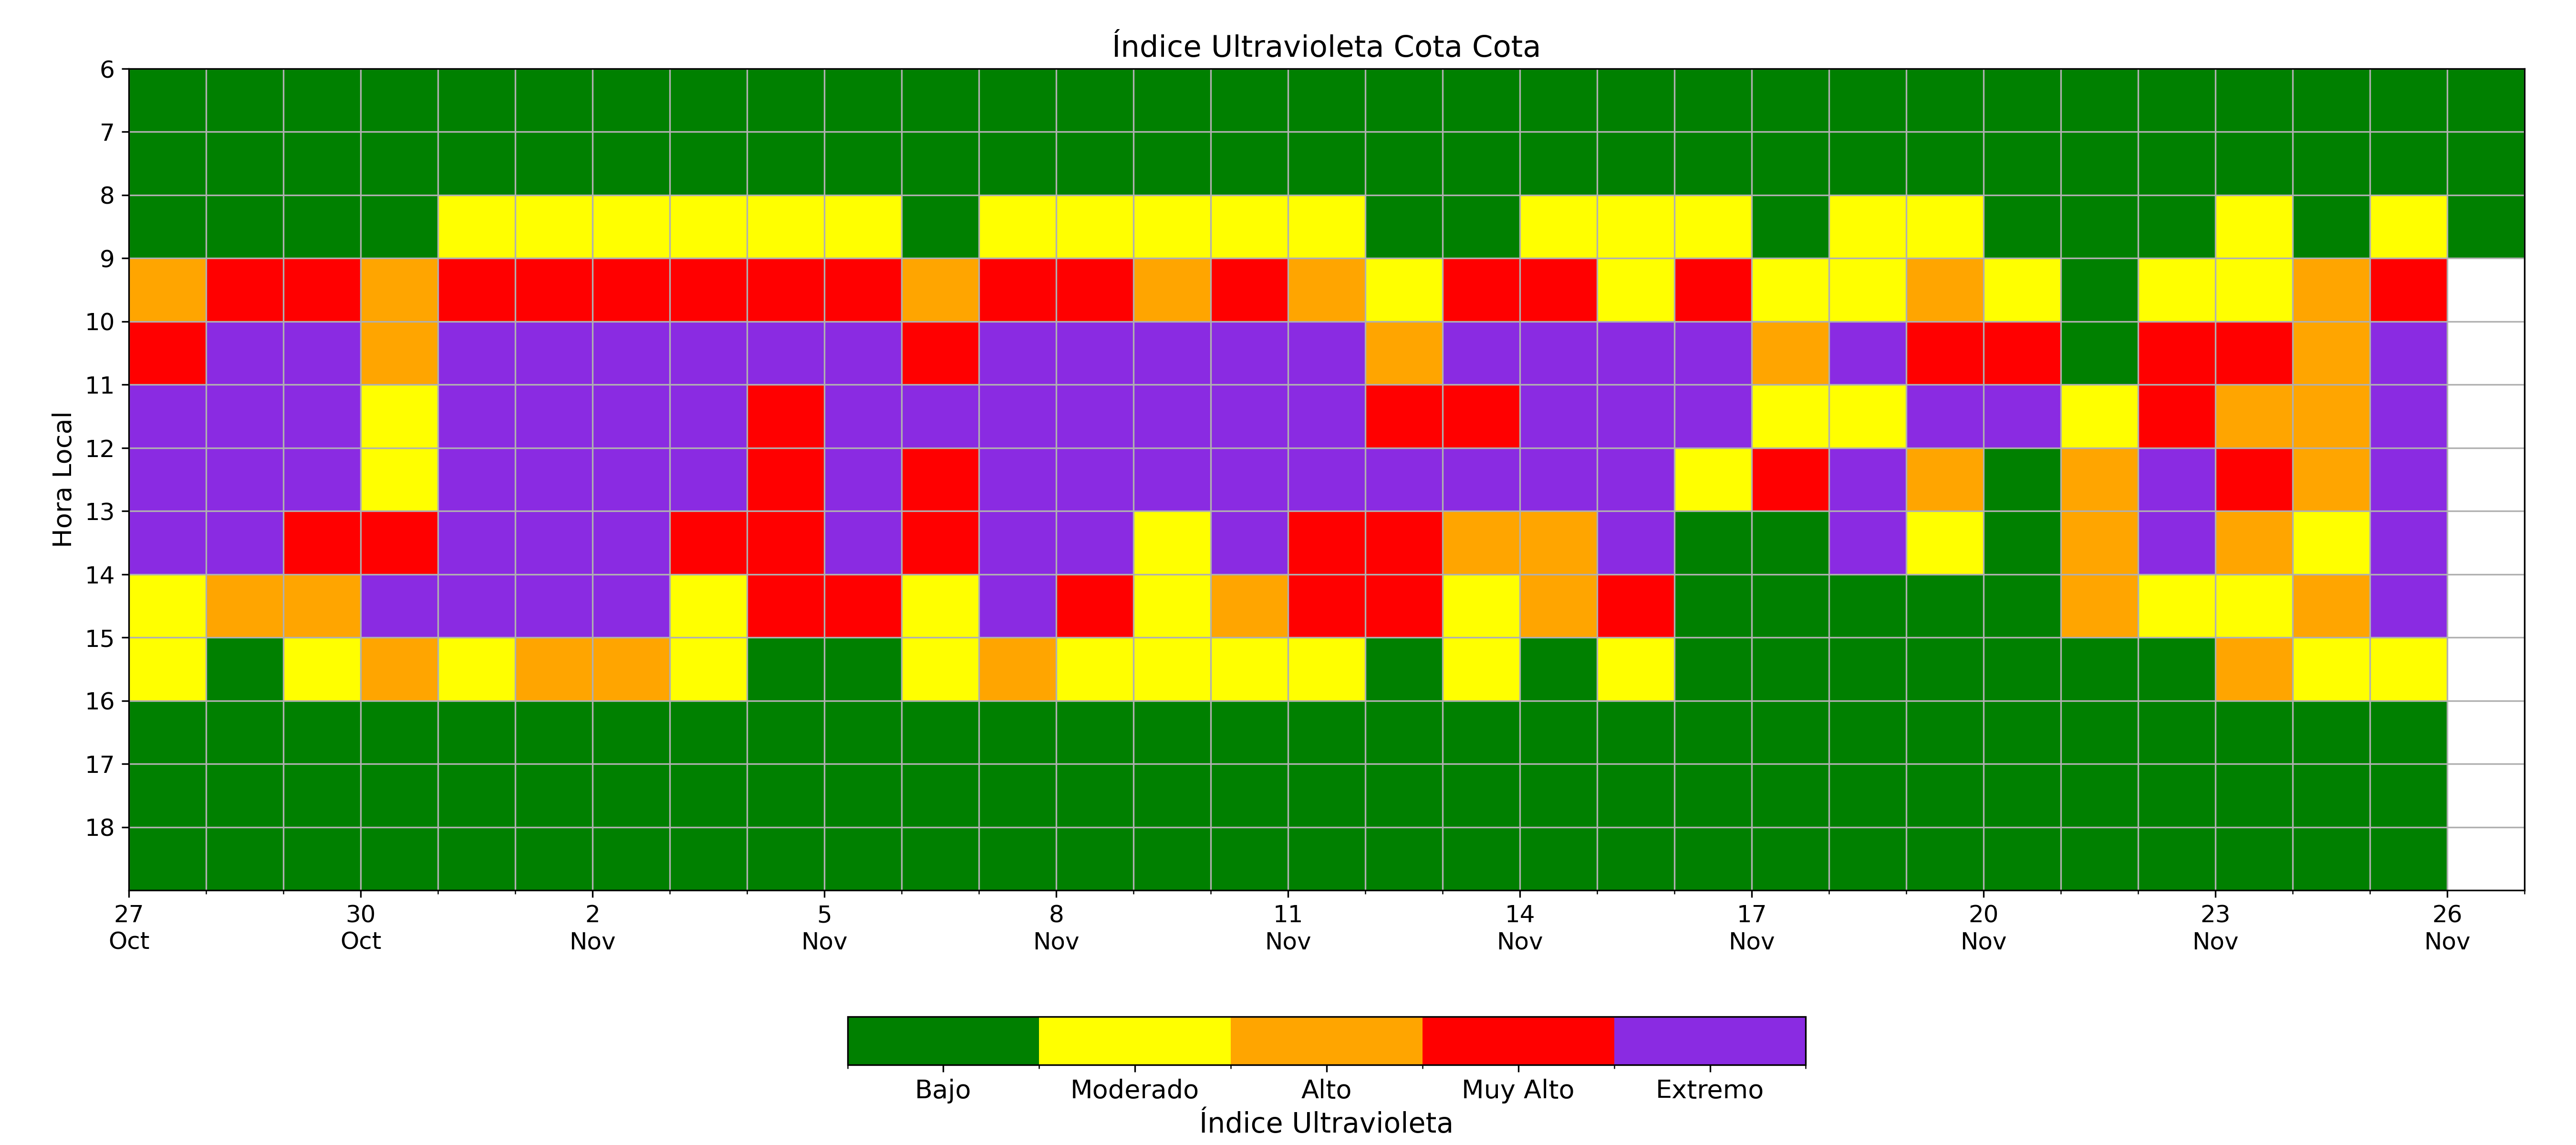 Índice Ultravioleta Cota Cota
6
7
8
9
10
11
12
13
14
15
16
17
18
Hora Local
27 30 2 5 8 11 14 17 20 23 26
Oct Oct Nov Nov Nov Nov Nov Nov Nov Nov Nov
Bajo Moderado Alto Muy Alto Extremo
Índice Ultravioleta